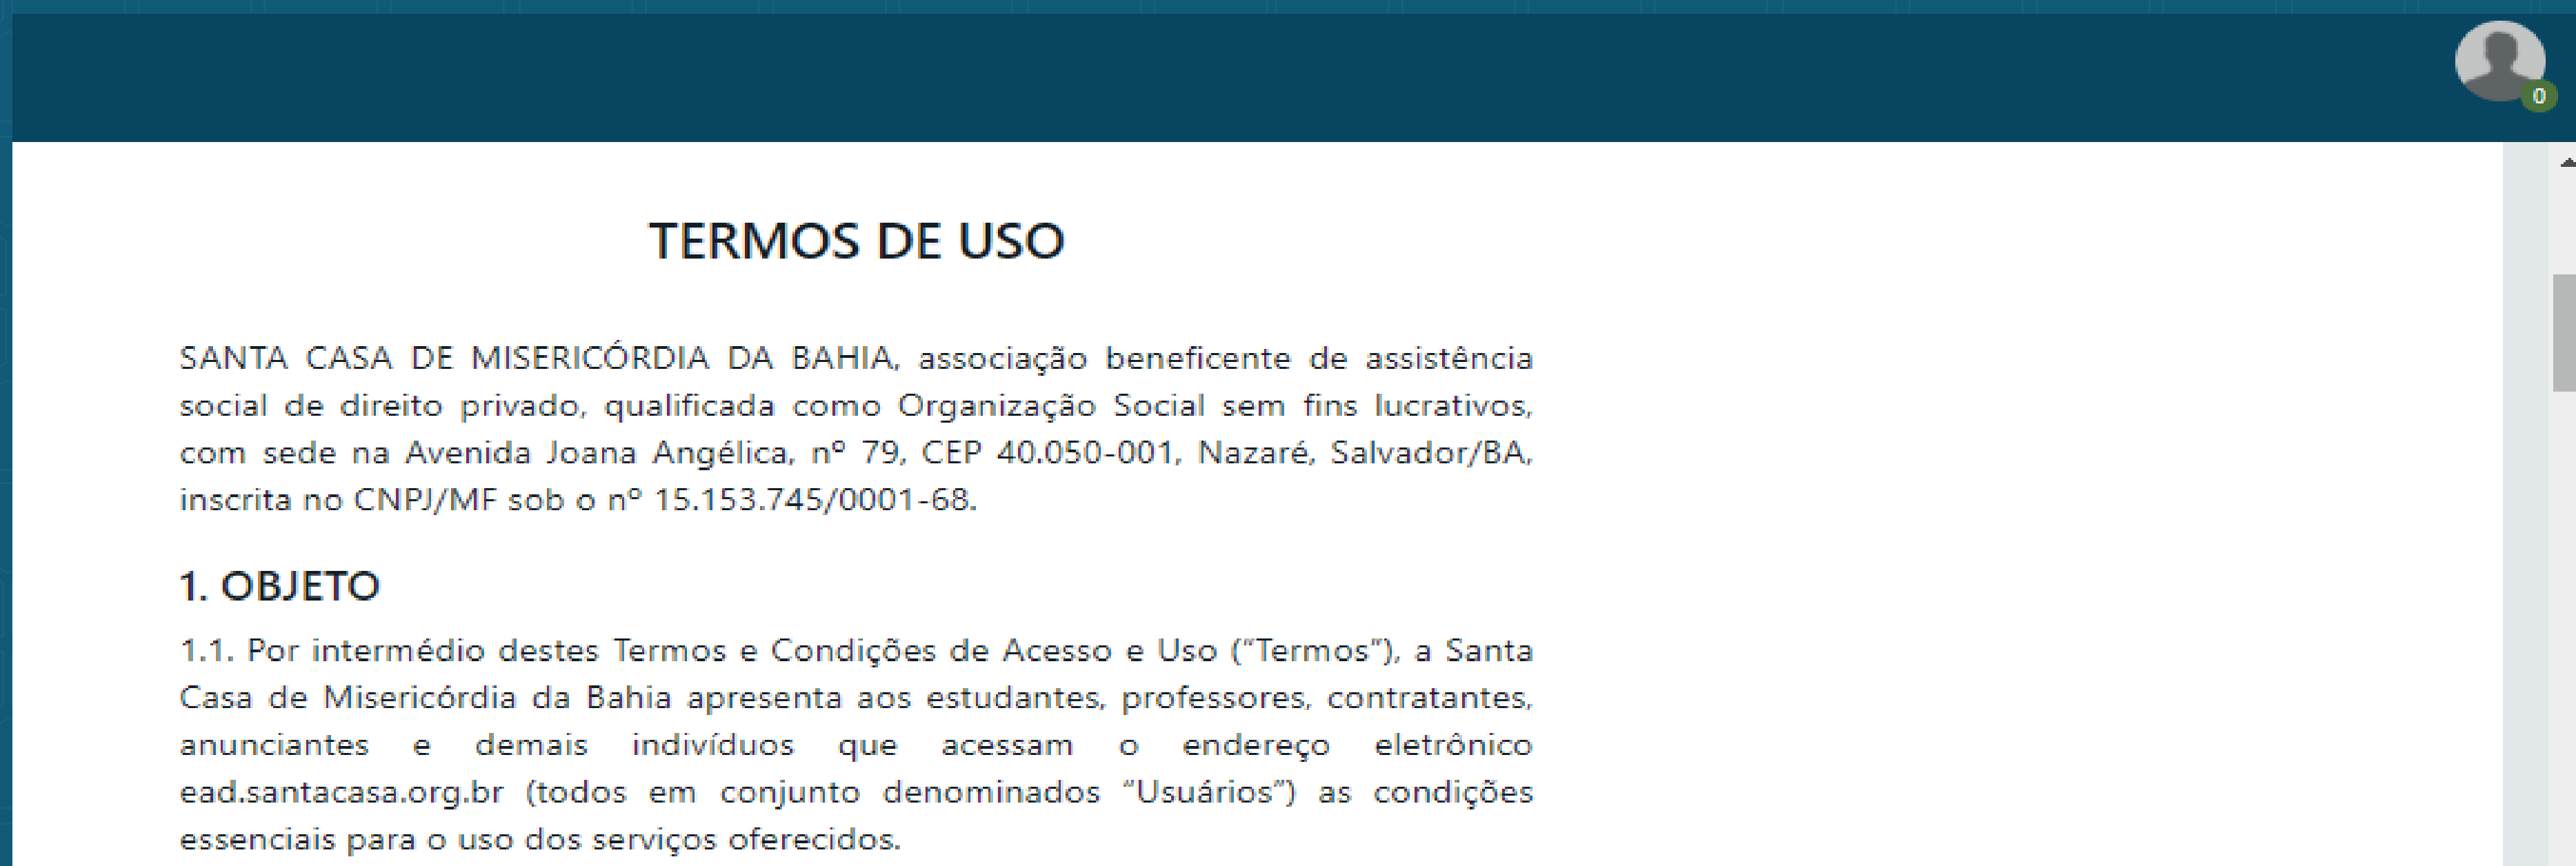 0
TERMOS DE USO
SANTA CASA DE MISERICÓRDIA DA BAHIA, associação beneficente de assistência
social de direito privado, qualificada como Organização Social sem fins lucrativos,
com sede na Avenida Joana Angélica, nº 79, CEP 40.050-001, Nazaré, Salvador/BA,
inscrita no CNPJ/MF sob o nº 15.153.745/0001-68.
1. OBJETO
1.1. Por intermédio destes Termos e Condições de Acesso e Uso (“Termos”), a Santa
Casa de Misericórdia da Bahia apresenta aos estudantes, professores, contratantes,
anunciantes e demais indivíduos que acessam o endereço eletrônico
ead.santacasa.org.br (todos em conjunto denominados “Usuários”) as condições
essenciais para o uso dos serviços oferecidos.